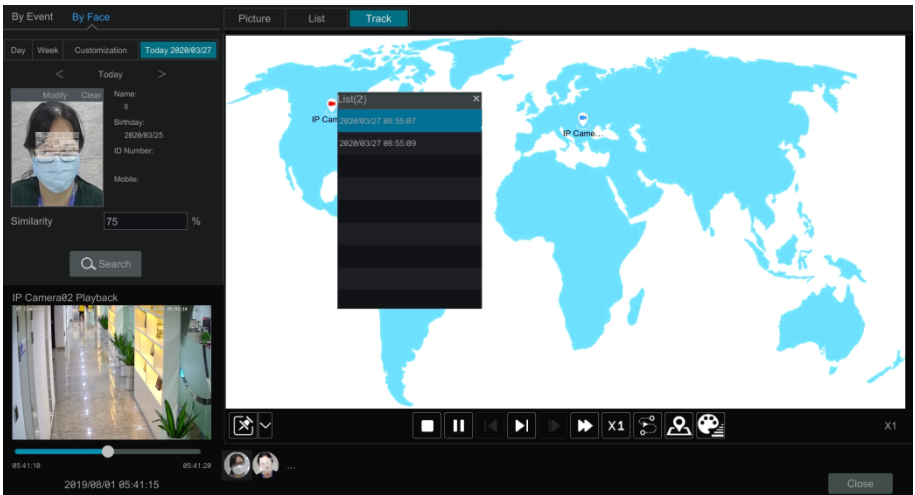 By Event By Face
Picture List Track
Day Week Customization Today 2020/03/27
< Today >
Modify Clear
Name:
ll
Birthday:
2020/03/25
ID Number:
Mobile:
Similarity 75 %
Search
IP Camera02 Playback
05:41:10 05:41:20
2019/08/01 05:41:15
IP Cam
List(2) ×
2020/03/27 08:55:07
2020/03/27 08:55:09
IP Came...
X1
X1
...
Close